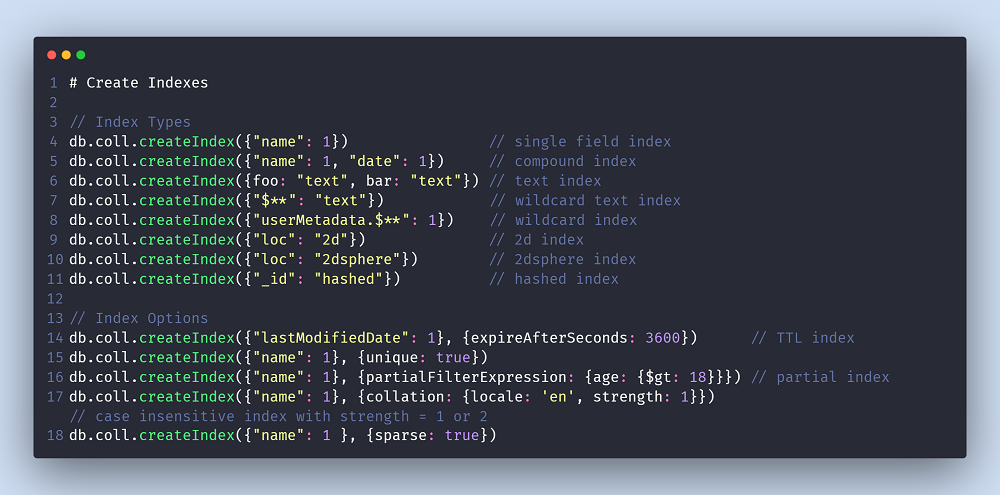 1 # Create Indexes
2
3 // Index Types
4 db.coll.createIndex({"name": 1})                // single field index
5 db.coll.createIndex({"name": 1, "date": 1})     // compound index
6 db.coll.createIndex({foo: "text", bar: "text"}) // text index
7 db.coll.createIndex({"$**": "text"})            // wildcard text index
8 db.coll.createIndex({"userMetadata.$**": 1})    // wildcard index
9 db.coll.createIndex({"loc": "2d"})              // 2d index
10 db.coll.createIndex({"loc": "2dsphere"})        // 2dsphere index
11 db.coll.createIndex({"_id": "hashed"})          // hashed index
12
13 // Index Options
14 db.coll.createIndex({"lastModifiedDate": 1}, {expireAfterSeconds: 3600})      // TTL index
15 db.coll.createIndex({"name": 1}, {unique: true})
16 db.coll.createIndex({"name": 1}, {partialFilterExpression: {age: {$gt: 18}}}) // partial index
17 db.coll.createIndex({"name": 1}, {collation: {locale: 'en', strength: 1}})
// case insensitive index with strength = 1 or 2
18 db.coll.createIndex({"name": 1 }, {sparse: true})